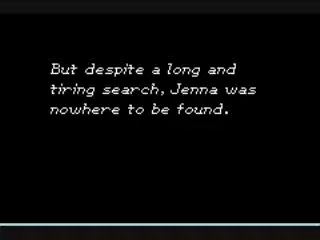 But despite a long and
tiring search, Jenna was
nowhere to be found.